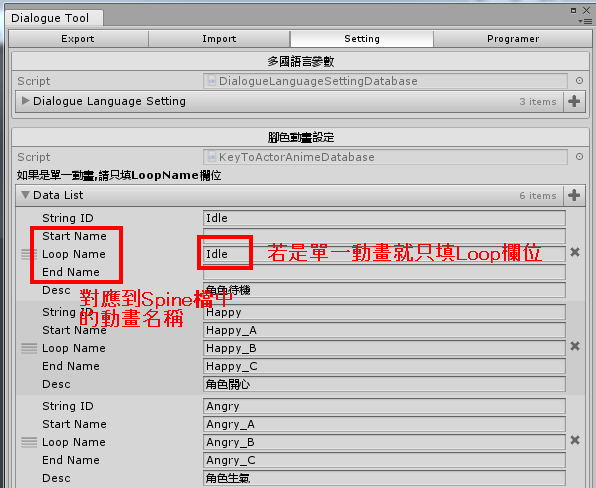 Dialogue Tool
Export Import Setting Programer
多國語言參數
Script DialogueLanguageSettingDatabase
Dialogue Language Setting 3 items
腳色動畫設定
Script KeyToActorAnimeDatabase
如果是單一動畫,請只填LoopName欄位
Data List 6 items
String ID Idle
Start Name
Loop Name Idle 若是單一動畫就只填Loop欄位
End Name
Desc 角色待機
對應到Spine檔中
的動畫名稱
String ID Happy
Start Name Happy_A
Loop Name Happy_B
End Name Happy_C
Desc 角色開心
String ID Angry
Start Name Angry_A
Loop Name Angry_B
End Name Angry_C
Desc 角色生氣